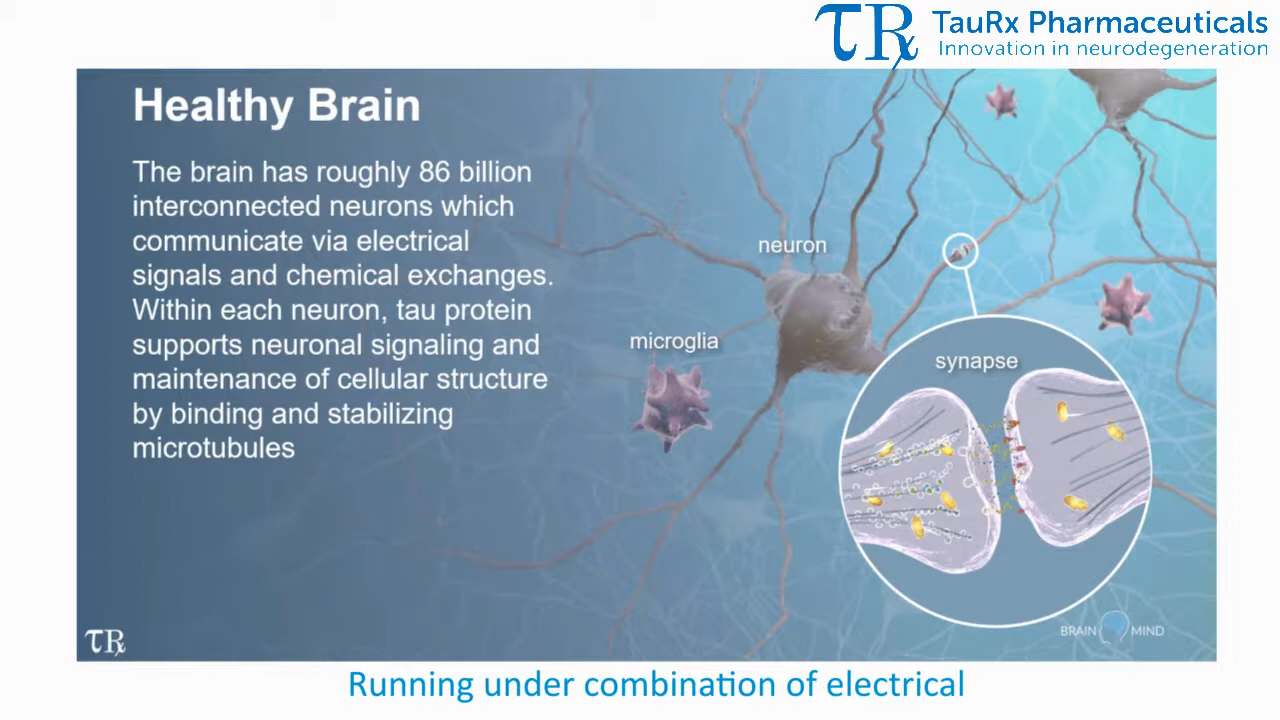 τRx TauRx Pharmaceuticals
Innovation in neurodegeneration
Healthy Brain
The brain has roughly 86 billion
interconnected neurons which
communicate via electrical
signals and chemical exchanges.
Within each neuron, tau protein
supports neuronal signaling and
maintenance of cellular structure
by binding and stabilizing
microtubules
neuron
microglia
synapse
τRx
BRAIN MIND
Running under combination of electrical